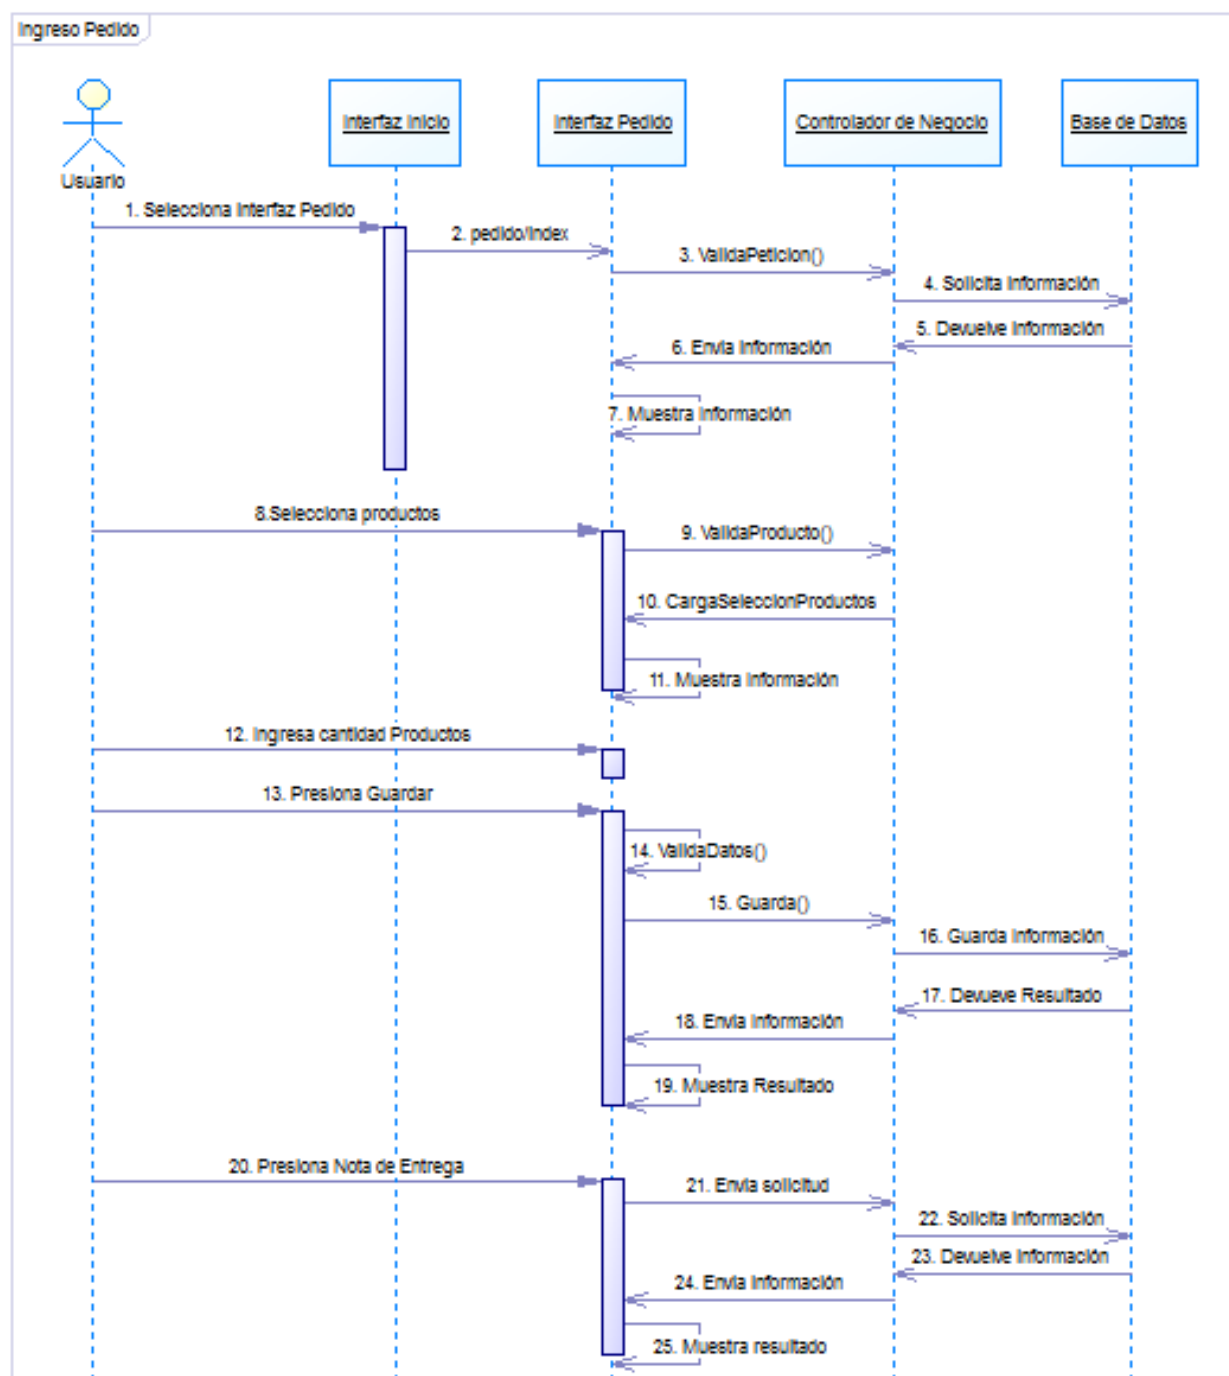 Ingreso Pedido
Usuario
Interfaz Inicio
Interfaz Pedido
Controlador de Negocio
Base de Datos
1. Selecciona Interfaz Pedido
2. pedido/index
3. ValidaPeticion()
4. Solicita Información
5. Devuelve Información
6. Envia Información
7. Muestra Información
8.Selecciona productos
9. ValidaProducto()
10. CargaSeleccionProductos
11. Muestra Información
12. Ingresa cantidad Productos
13. Presiona Guardar
14. ValidaDatos()
15. Guarda()
16. Guarda Información
17. Devueve Resultado
18. Envia Información
19. Muestra Resultado
20. Presiona Nota de Entrega
21. Envia solicitud
22. Solicita Información
23. Devuelve Información
24. Envia Información
25. Muestra resultado